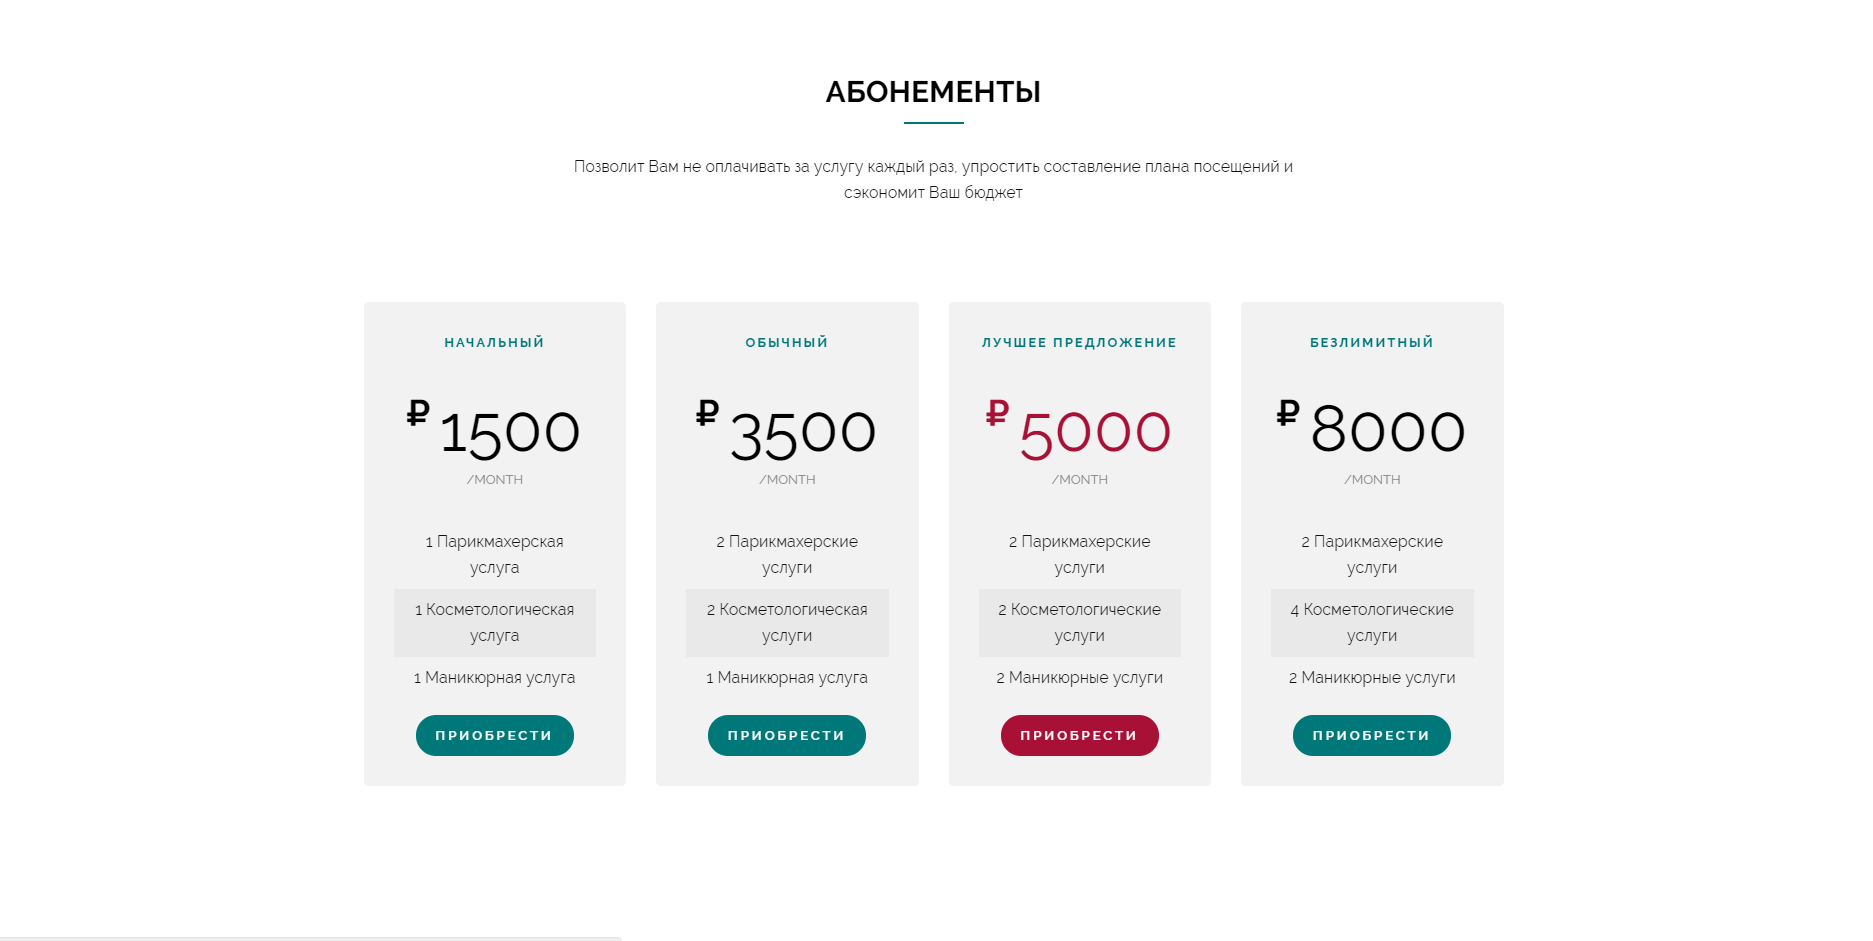 АБОНЕМЕНТЫ
Позволит Вам не оплачивать за услугу каждый раз, упростить составление плана посещений и
сэкономит Ваш бюджет
НАЧАЛЬНЫЙ
₽ 1500
/MONTH
1 Парикмахерская
услуга
1 Косметологическая
услуга
1 Маникюрная услуга
ПРИОБРЕСТИ
ОБЫЧНЫЙ
₽ 3500
/MONTH
2 Парикмахерские
услуги
2 Косметологическая
услуги
1 Маникюрная услуга
ПРИОБРЕСТИ
ЛУЧШЕЕ ПРЕДЛОЖЕНИЕ
₽ 5000
/MONTH
2 Парикмахерские
услуги
2 Косметологические
услуги
2 Маникюрные услуги
ПРИОБРЕСТИ
БЕЗЛИМИТНЫЙ
₽ 8000
/MONTH
2 Парикмахерские
услуги
4 Косметологические
услуги
2 Маникюрные услуги
ПРИОБРЕСТИ